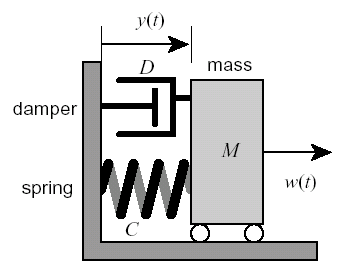 y(t)
D
mass
damper
M
w(t)
spring
C